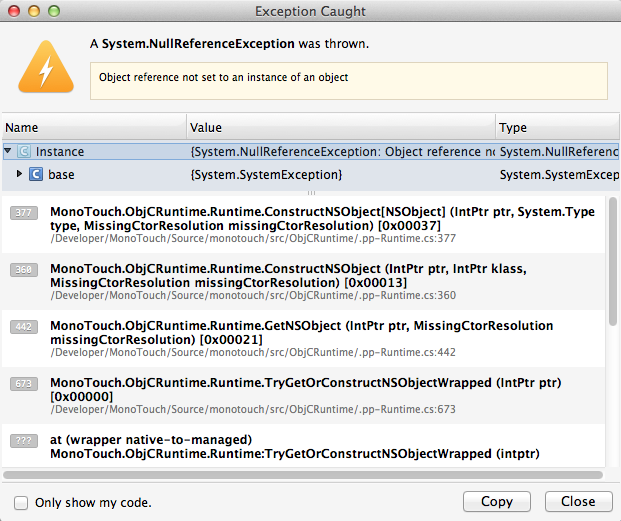 Exception Caught
A System.NullReferenceException was thrown.
Object reference not set to an instance of an object
Name Value Type
C Instance {System.NullReferenceException: Object reference no System.NullReferenc
C base {System.SystemException} System.SystemExcep
377 MonoTouch.ObjCRuntime.Runtime.ConstructNSObject[NSObject] (IntPtr ptr, System.Type
type, MissingCtorResolution missingCtorResolution) [0x00037]
/Developer/MonoTouch/Source/monotouch/src/ObjCRuntime/.pp-Runtime.cs:377
360 MonoTouch.ObjCRuntime.Runtime.ConstructNSObject (IntPtr ptr, IntPtr klass,
MissingCtorResolution missingCtorResolution) [0x00013]
/Developer/MonoTouch/Source/monotouch/src/ObjCRuntime/.pp-Runtime.cs:360
442 MonoTouch.ObjCRuntime.Runtime.GetNSObject (IntPtr ptr, MissingCtorResolution
missingCtorResolution) [0x00021]
/Developer/MonoTouch/Source/monotouch/src/ObjCRuntime/.pp-Runtime.cs:442
673 MonoTouch.ObjCRuntime.Runtime.TryGetOrConstructNSObjectWrapped (IntPtr ptr)
[0x00000]
/Developer/MonoTouch/Source/monotouch/src/ObjCRuntime/.pp-Runtime.cs:673
??? at (wrapper native-to-managed)
MonoTouch.ObjCRuntime.Runtime:TryGetOrConstructNSObjectWrapped (intptr)
Only show my code. Copy Close